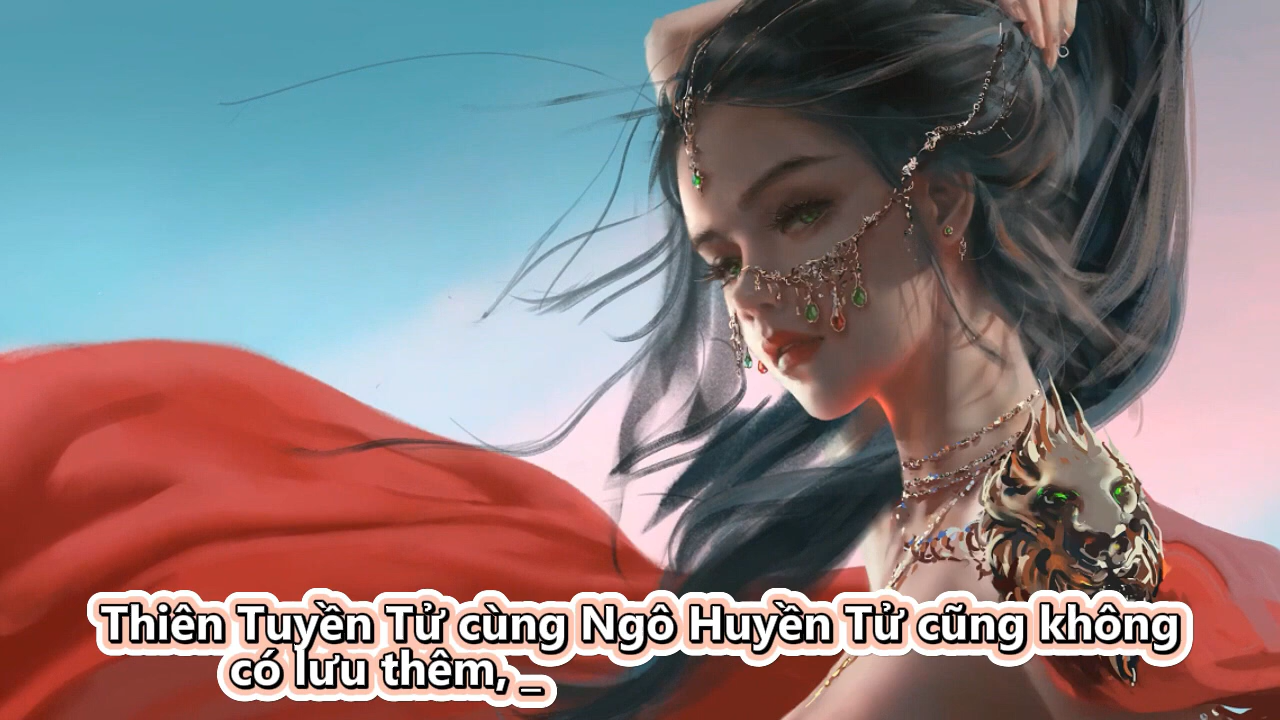 Thiên Tuyền Tử cùng Ngô Huyền Tử cũng không
có lưu thêm, _